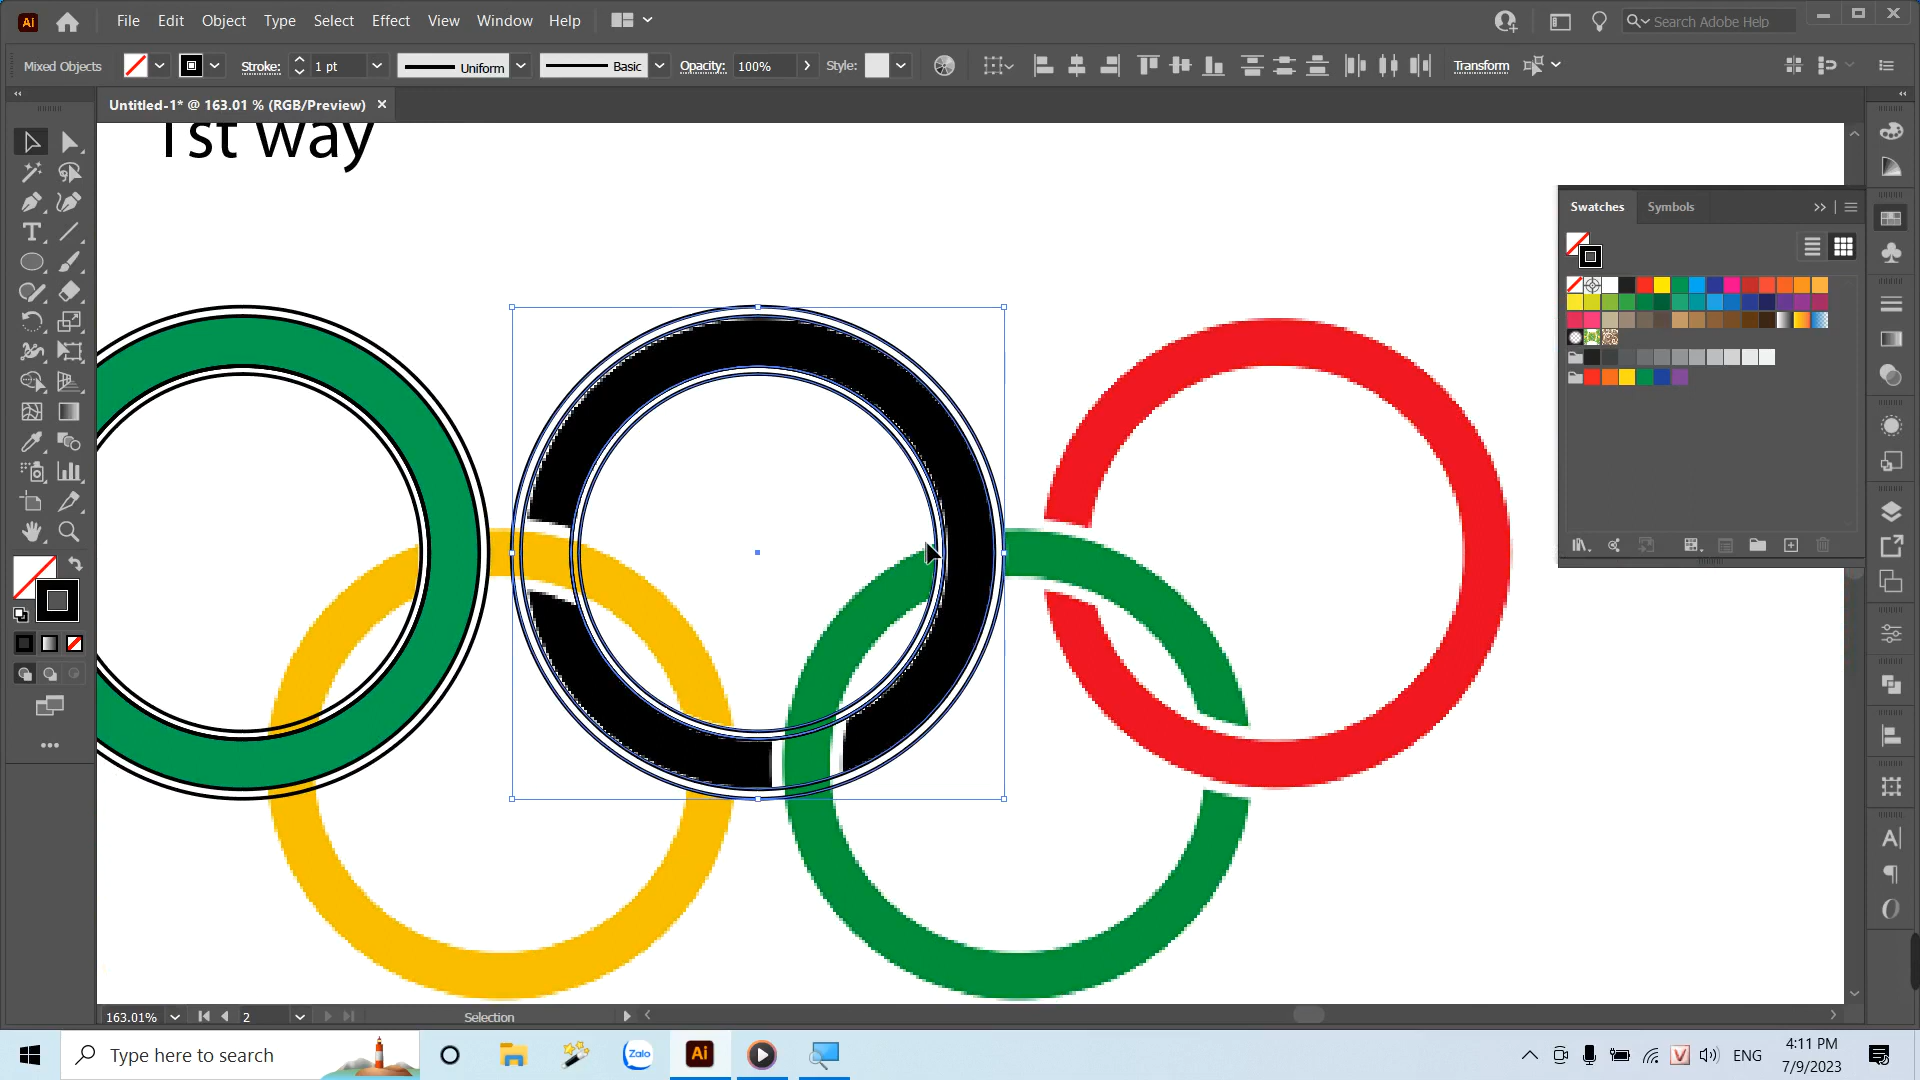 Ai File Edit Object Type Select Effect View Window Help Search Adobe Help
Mixed Objects Stroke: 1 pt Uniform Basic Opacity: 100% Style: Transform
Untitled-1* @ 163.01 % (RGB/Preview)
1st way
Swatches Symbols
163.01% 2 Selection
Type here to search Zalo Ai V ENG 4:11 PM
7/9/2023